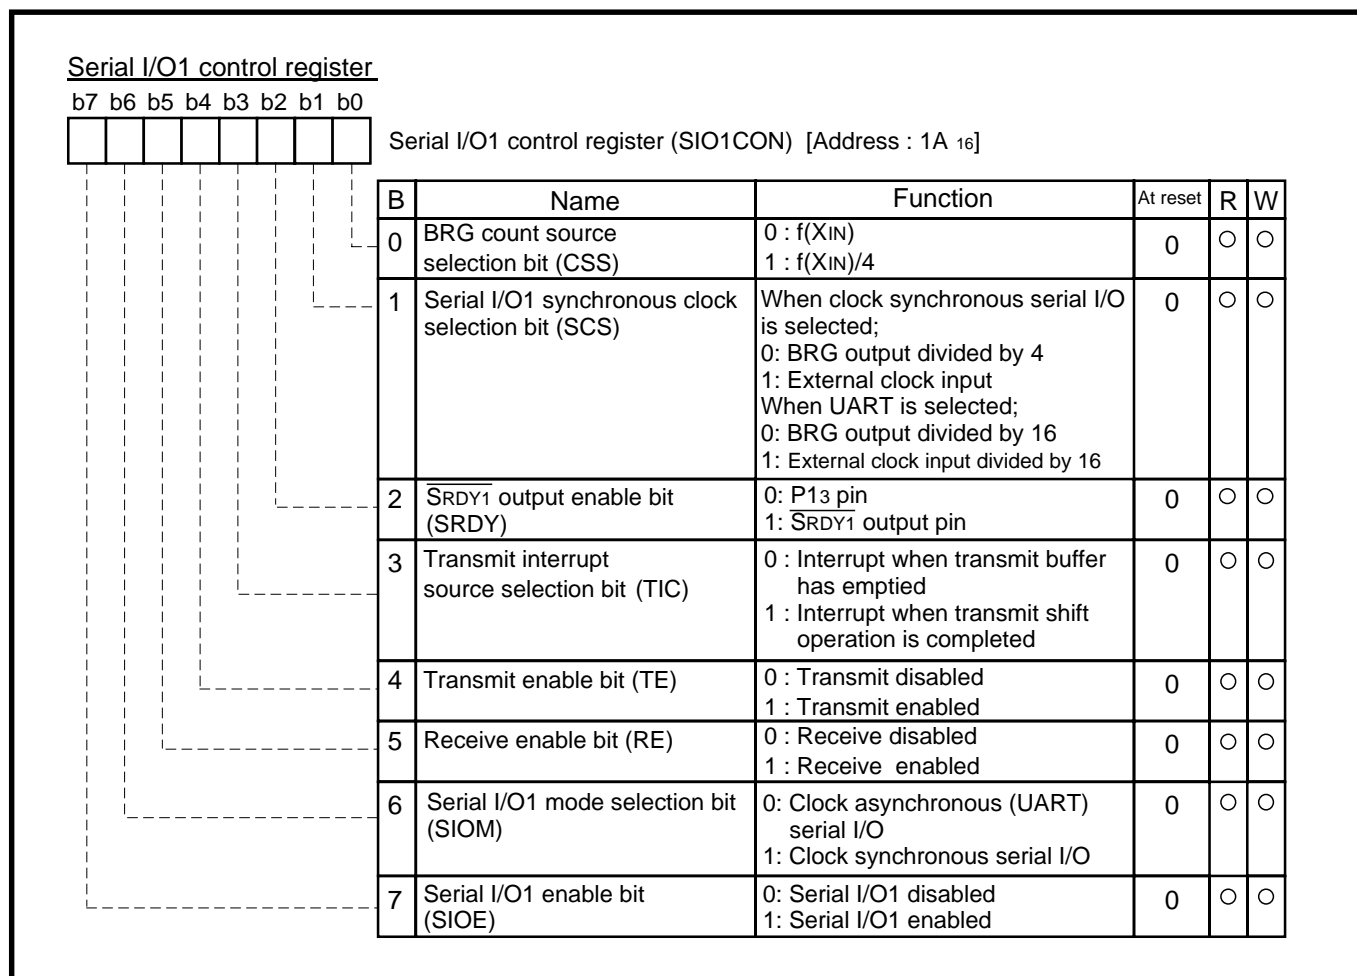 Serial I/O1 control register
b7 b6 b5 b4 b3 b2 b1 b0
Serial I/O1 control register (SIO1CON) [Address : 1A 16]
B Name Function At reset R W
0 BRG count source 0 : f(XIN) 0 ○ ○
selection bit (CSS) 1 : f(XIN)/4
1 Serial I/O1 synchronous clock When clock synchronous serial I/O 0 ○ ○
selection bit (SCS) is selected;
0: BRG output divided by 4
1: External clock input
When UART is selected;
0: BRG output divided by 16
1: External clock input divided by 16
2 S̅R̅D̅Y̅1̅ output enable bit 0: P13 pin 0 ○ ○
(SRDY) 1: S̅R̅D̅Y̅1̅ output pin
3 Transmit interrupt 0 : Interrupt when transmit buffer 0 ○ ○
source selection bit (TIC) has emptied
1 : Interrupt when transmit shift
operation is completed
4 Transmit enable bit (TE) 0 : Transmit disabled 0 ○ ○
1 : Transmit enabled
5 Receive enable bit (RE) 0 : Receive disabled 0 ○ ○
1 : Receive enabled
6 Serial I/O1 mode selection bit 0: Clock asynchronous (UART) 0 ○ ○
(SIOM) serial I/O
1: Clock synchronous serial I/O
7 Serial I/O1 enable bit 0: Serial I/O1 disabled 0 ○ ○
(SIOE) 1: Serial I/O1 enabled